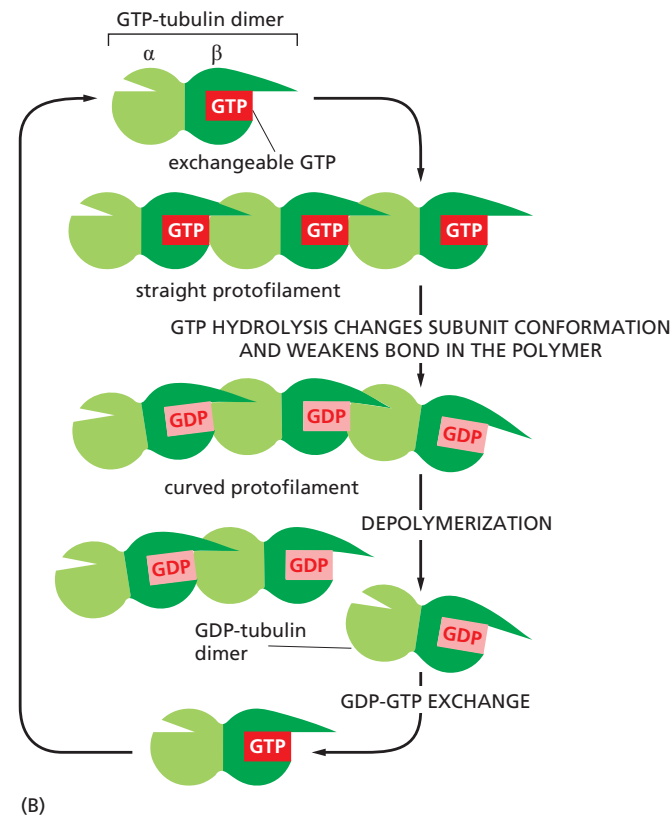 GTP-tubulin dimer
α β
GTP
exchangeable GTP
GTP GTP GTP
straight protofilament
GTP HYDROLYSIS CHANGES SUBUNIT CONFORMATION
AND WEAKENS BOND IN THE POLYMER
GDP GDP GDP
curved protofilament
DEPOLYMERIZATION
GDP GDP
GDP-tubulin
dimer
GDP
GDP-GTP EXCHANGE
GTP
(B)